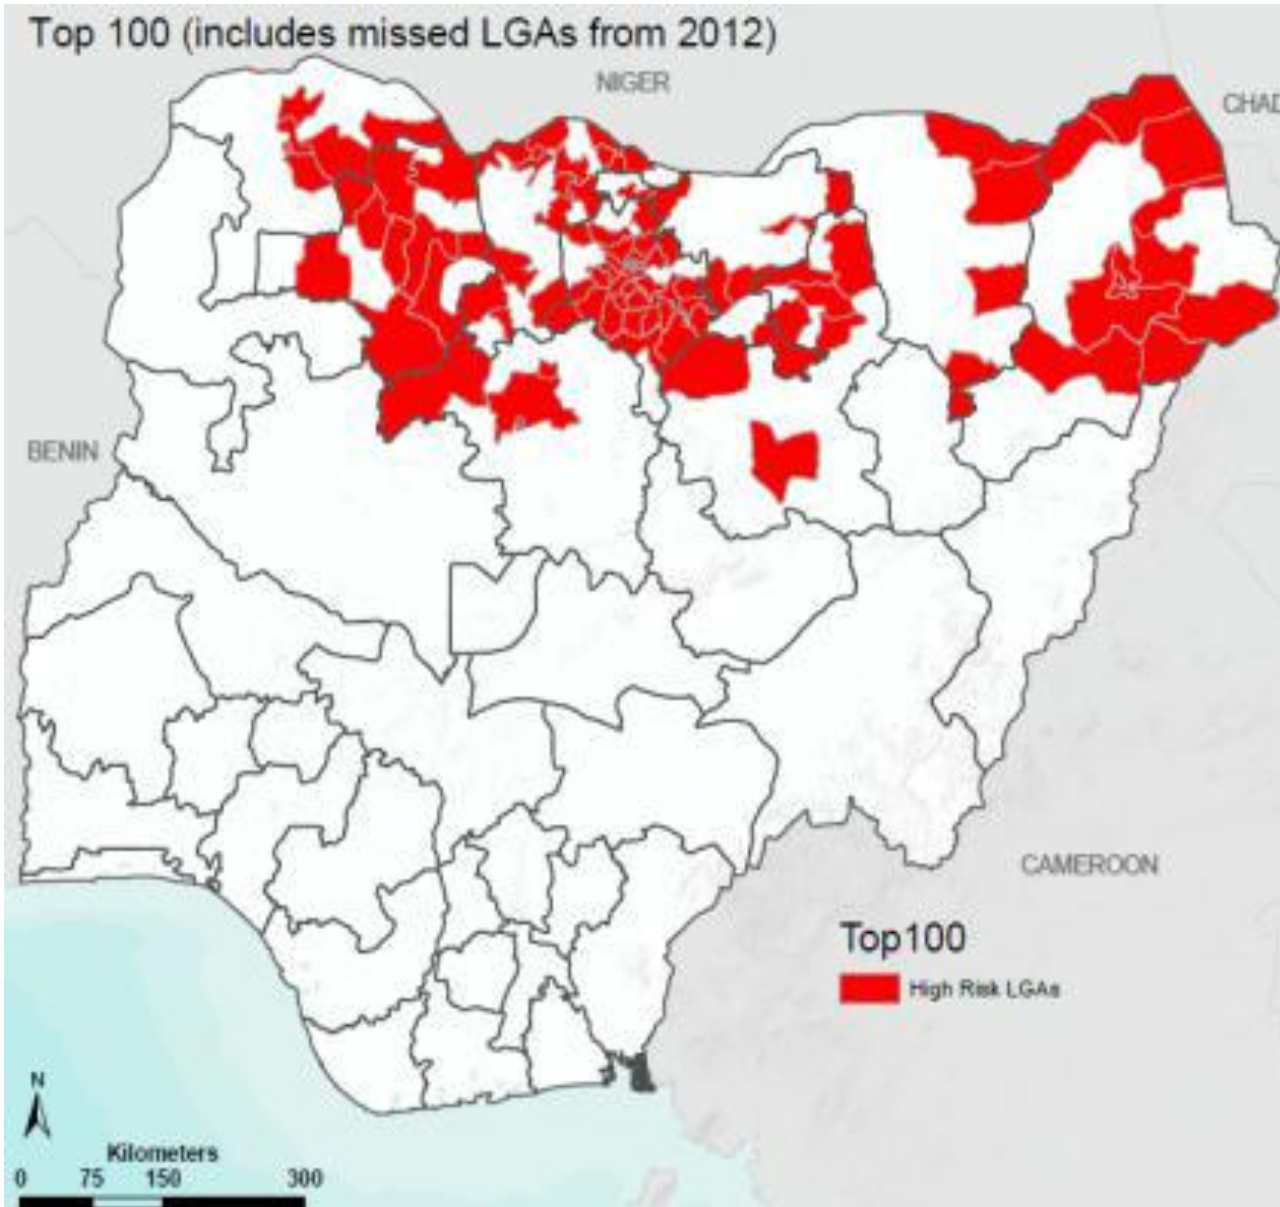 Top 100 (includes missed LGAs from 2012)
NIGER
CHAD
BENIN
CAMEROON
Top100
High Risk LGAs
N
Kilometers
0 75 150 300